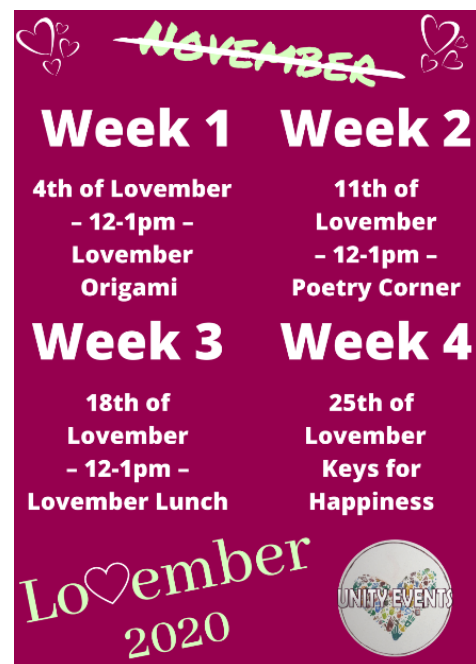 NOVEMBER
Week 1
4th of Lovember
– 12-1pm –
Lovember
Origami
Week 2
11th of
Lovember
– 12-1pm –
Poetry Corner
Week 3
18th of
Lovember
– 12-1pm –
Lovember Lunch
Week 4
25th of
Lovember
Keys for
Happiness
Lo♡ember
2020
UNITY EVENTS